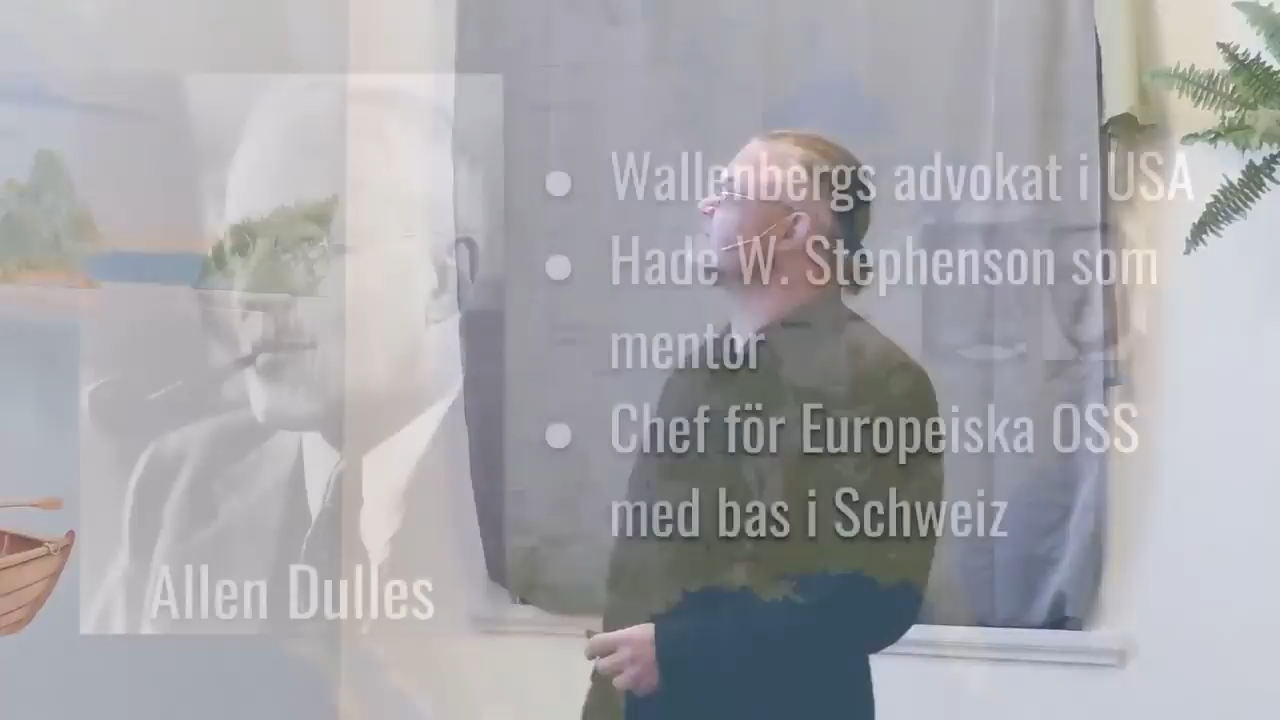 Wallenbergs advokat i USA
Hade W. Stephenson som
mentor
Chef för Europeiska OSS
med bas i Schweiz
Allen Dulles